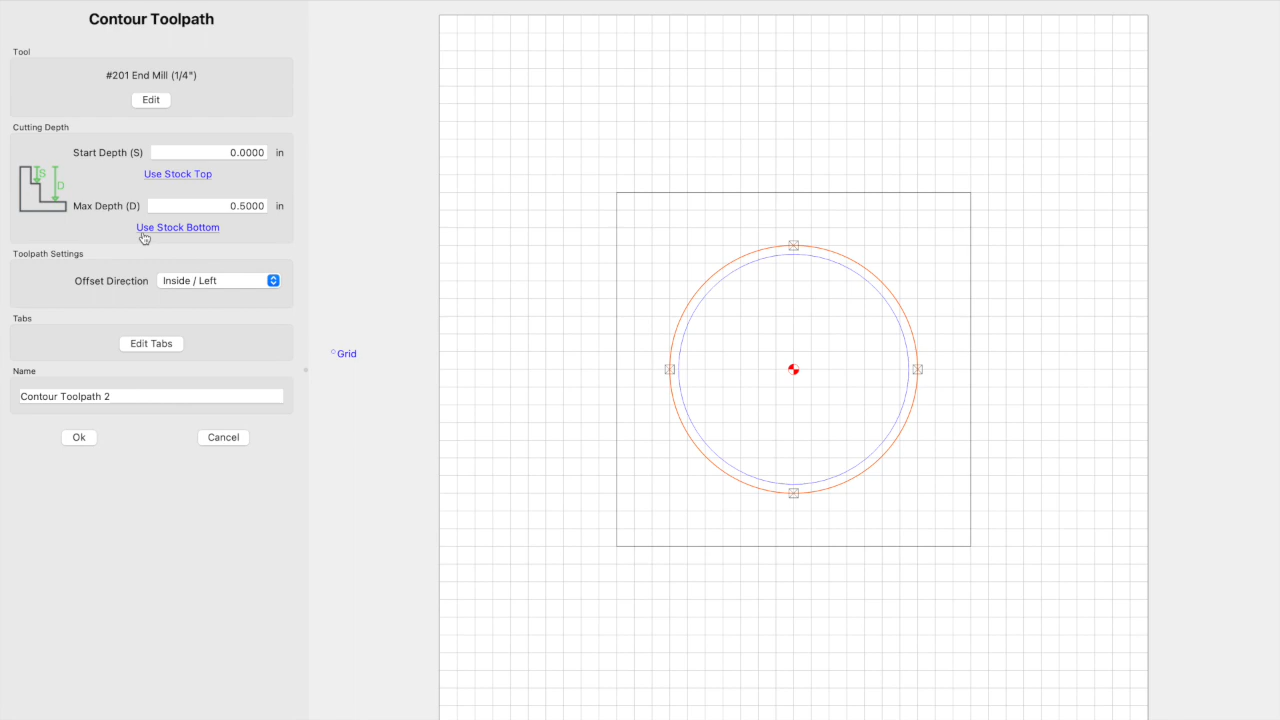 Contour Toolpath
Tool
#201 End Mill (1/4")
Edit
Cutting Depth
Start Depth (S) 0.0000 in
Use Stock Top
S
D
Max Depth (D) 0.5000 in
Use Stock Bottom
Toolpath Settings
Offset Direction Inside / Left
Tabs
Edit Tabs
Grid
Name
Contour Toolpath 2
Ok Cancel